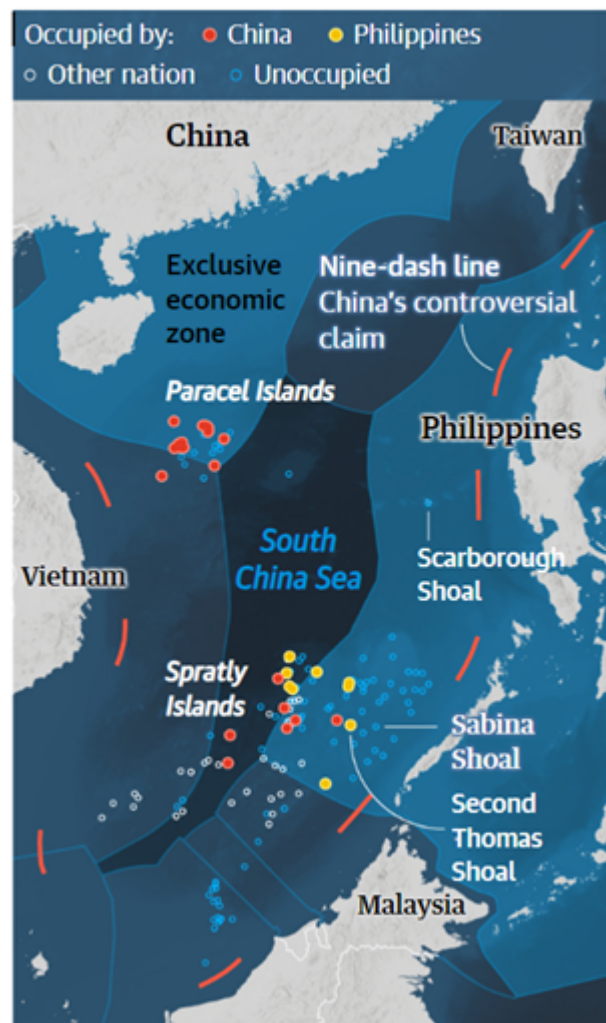 Occupied by: China Philippines
Other nation Unoccupied
China
Taiwan
Exclusive
economic
zone
Nine-dash line
China's controversial
claim
Paracel Islands
Philippines
South
China Sea
Scarborough
Shoal
Vietnam
Spratly
Islands
Sabina
Shoal
Second
Thomas
Shoal
Malaysia